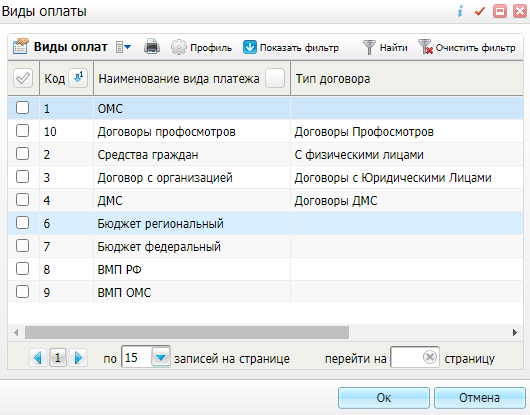 Виды оплаты
Виды оплат Профиль Показать фильтр Найти Очистить фильтр
Код 1 Наименование вида платежа Тип договора
1 ОМС
10 Договоры профосмотров Договоры Профосмотров
2 Средства граждан С физическими лицами
3 Договор с организацией Договоры с Юридическими Лицами
4 ДМС Договоры ДМС
6 Бюджет региональный
7 Бюджет федеральный
8 ВМП РФ
9 ВМП ОМС
1 по 15 записей на странице перейти на страницу
Ок Отмена